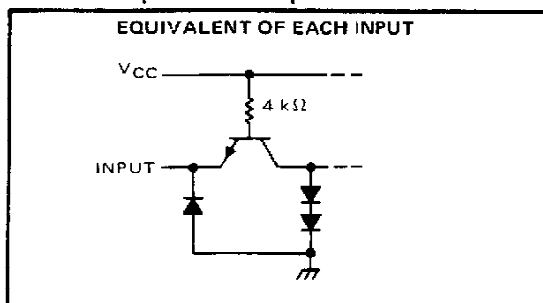 EQUIVALENT OF EACH INPUT
VCC
4 kΩ
INPUT